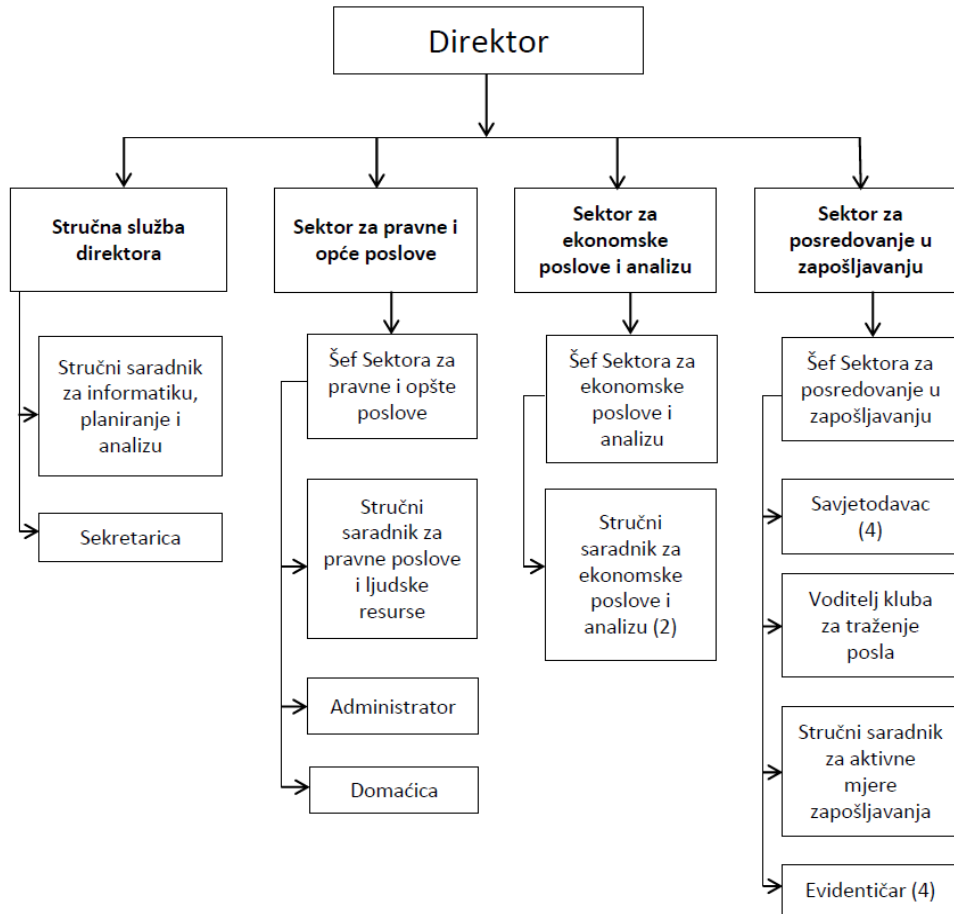 Direktor
Stručna služba
direktora
Sektor za pravne i
opće poslove
Sektor za
ekonomske
poslove i analizu
Sektor za
posredovanje u
zapošljavanju
Stručni saradnik
za informatiku,
planiranje i
analizu
Sekretarica
Šef Sektora za
pravne i opšte
poslove
Stručni
saradnik za
pravne poslove
i ljudske
resurse
Administrator
Domaćica
Šef Sektora za
ekonomske
poslove i
analizu
Stručni
saradnik za
ekonomske
poslove i
analizu (2)
Šef Sektora za
posredovanje u
zapošljavanju
Savjetodavac
(4)
Voditelj kluba
za traženje
posla
Stručni saradnik
za aktivne
mjere
zapošljavanja
Evidentičar (4)